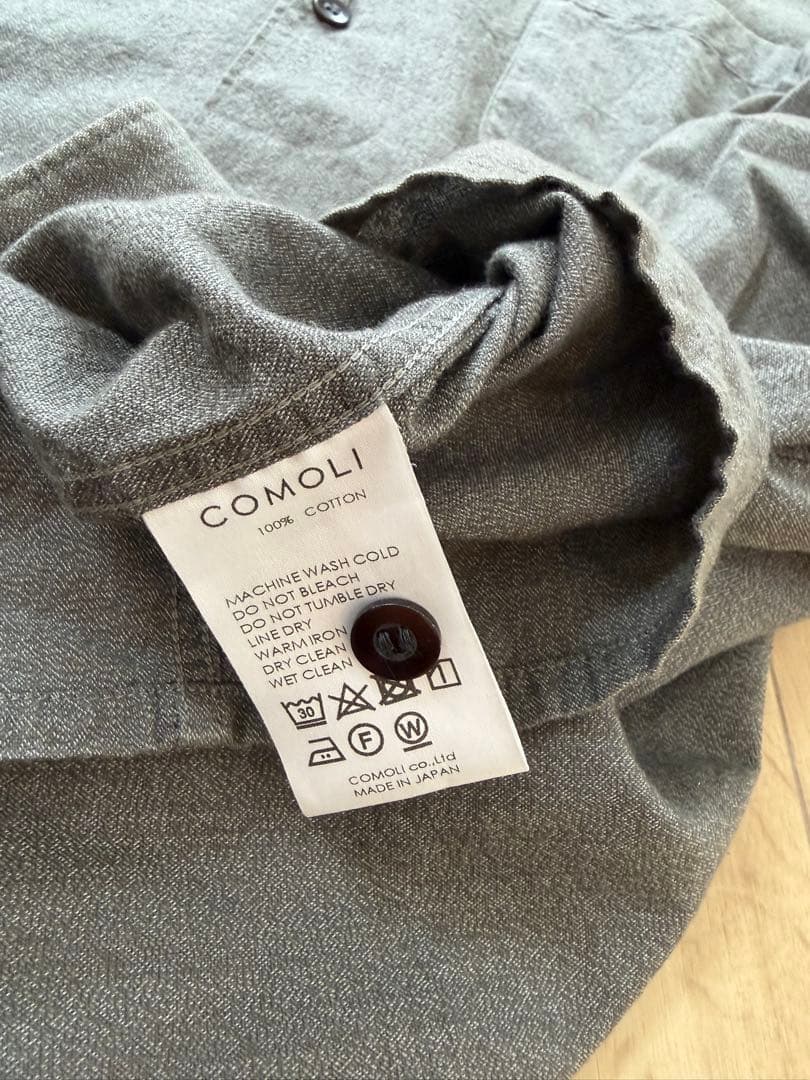 COMOLI
100% COTTON
MACHINE WASH COLD
DO NOT BLEACH
DO NOT TUMBLE DRY
LINE DRY
WARM IRON
DRY CLEAN
WET CLEAN
30
F W
COMOLI co.,Ltd
MADE IN JAPAN